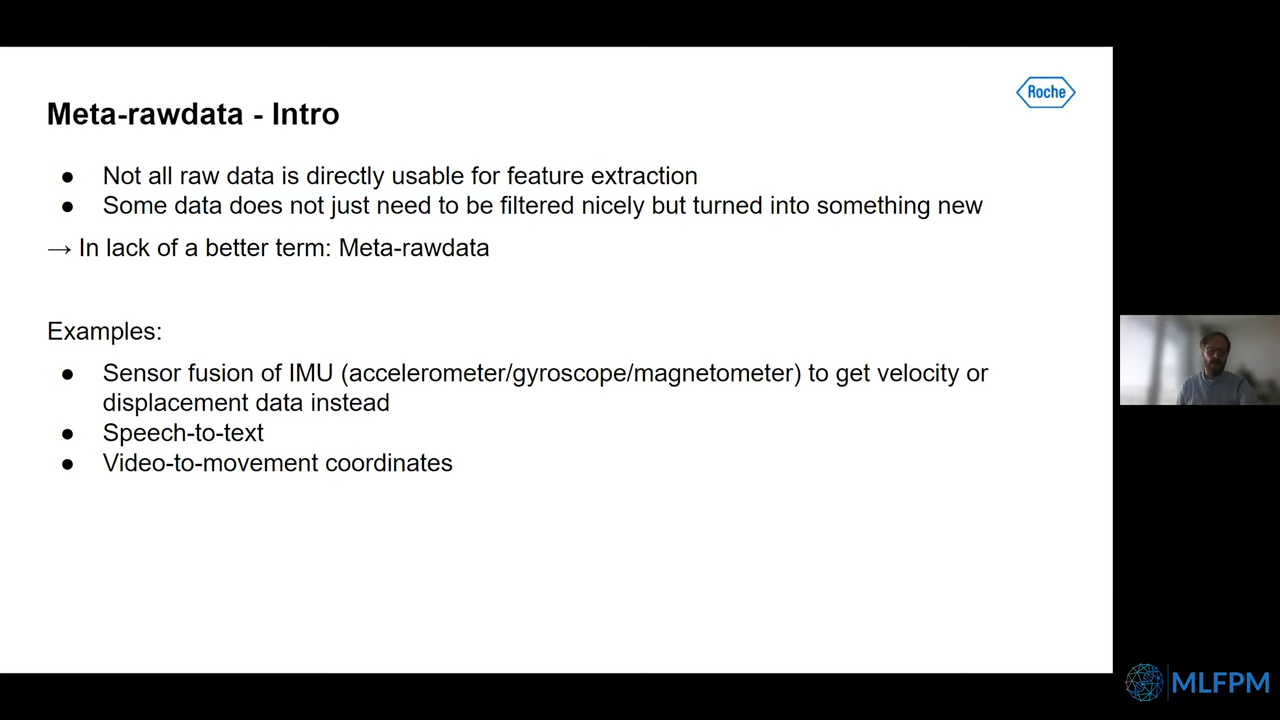 Meta-rawdata - Intro
Roche
● Not all raw data is directly usable for feature extraction
● Some data does not just need to be filtered nicely but turned into something new
→ In lack of a better term: Meta-rawdata
Examples:
● Sensor fusion of IMU (accelerometer/gyroscope/magnetometer) to get velocity or
displacement data instead
● Speech-to-text
● Video-to-movement coordinates
MLFPM